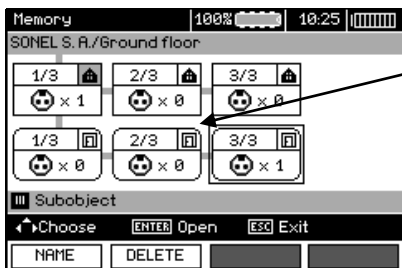 Memory 100% 10:25
SONEL S. A./Ground floor
1/3 2/3 3/3
x 1 x 0 x 0
1/3 2/3 3/3
x 0 x 0 x 1
Subobject
Choose ENTER Open ESC Exit
NAME DELETE